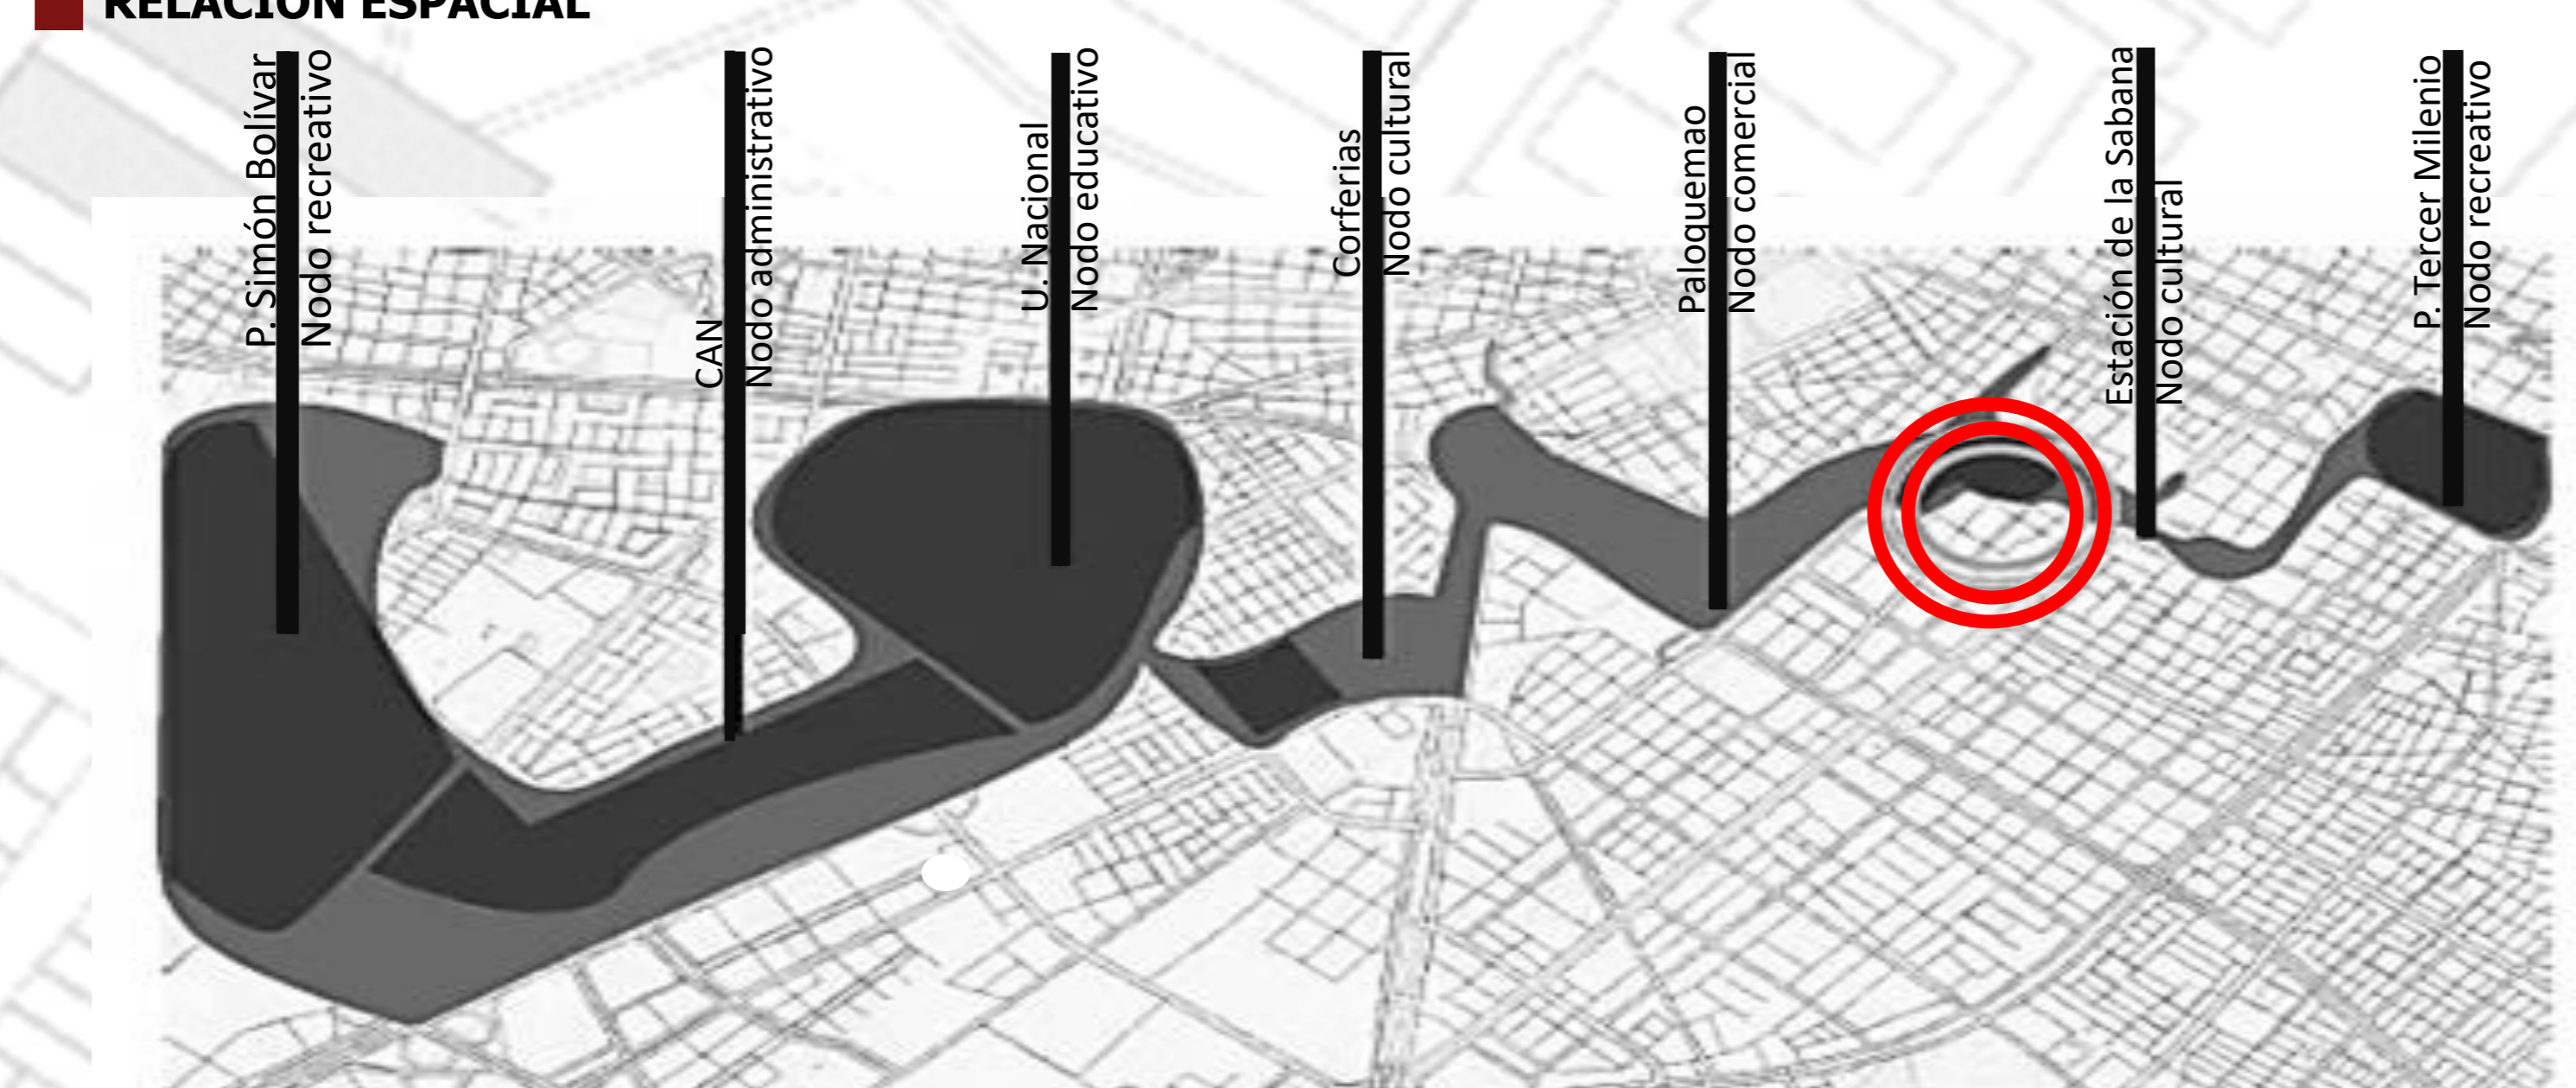 RELACIÓN ESPACIAL
P. Simón Bolívar
Nodo recreativo
CAN
Nodo administrativo
U. Nacional
Nodo educativo
Corferias
Nodo cultural
Paloquemao
Nodo comercial
Estación de la Sabana
Nodo cultural
P. Tercer Milenio
Nodo recreativo